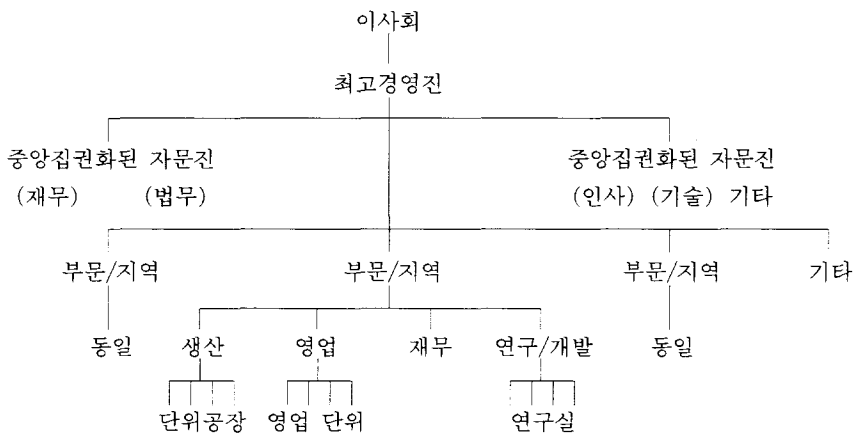 이사회
최고경영진
중앙집권화된 자문진 중앙집권화된 자문진
(재무) (법무) (인사) (기술) 기타
부문/지역 부문/지역 부문/지역 기타
동일 생산 영업 재무 연구/개발 동일
단위공장 영업 단위 연구실